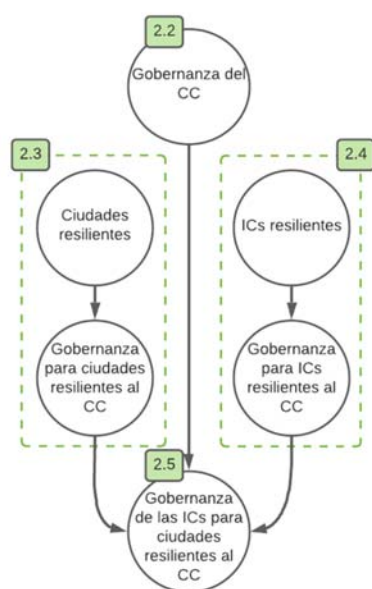 2.2
Gobernanza del
CC
2.3
Ciudades
resilientes
Gobernanza
para ciudades
resilientes al
CC
2.4
ICs resilientes
Gobernanza
para ICs
resilientes al
CC
2.5
Gobernanza
de las ICs para
ciudades
resilientes al
CC